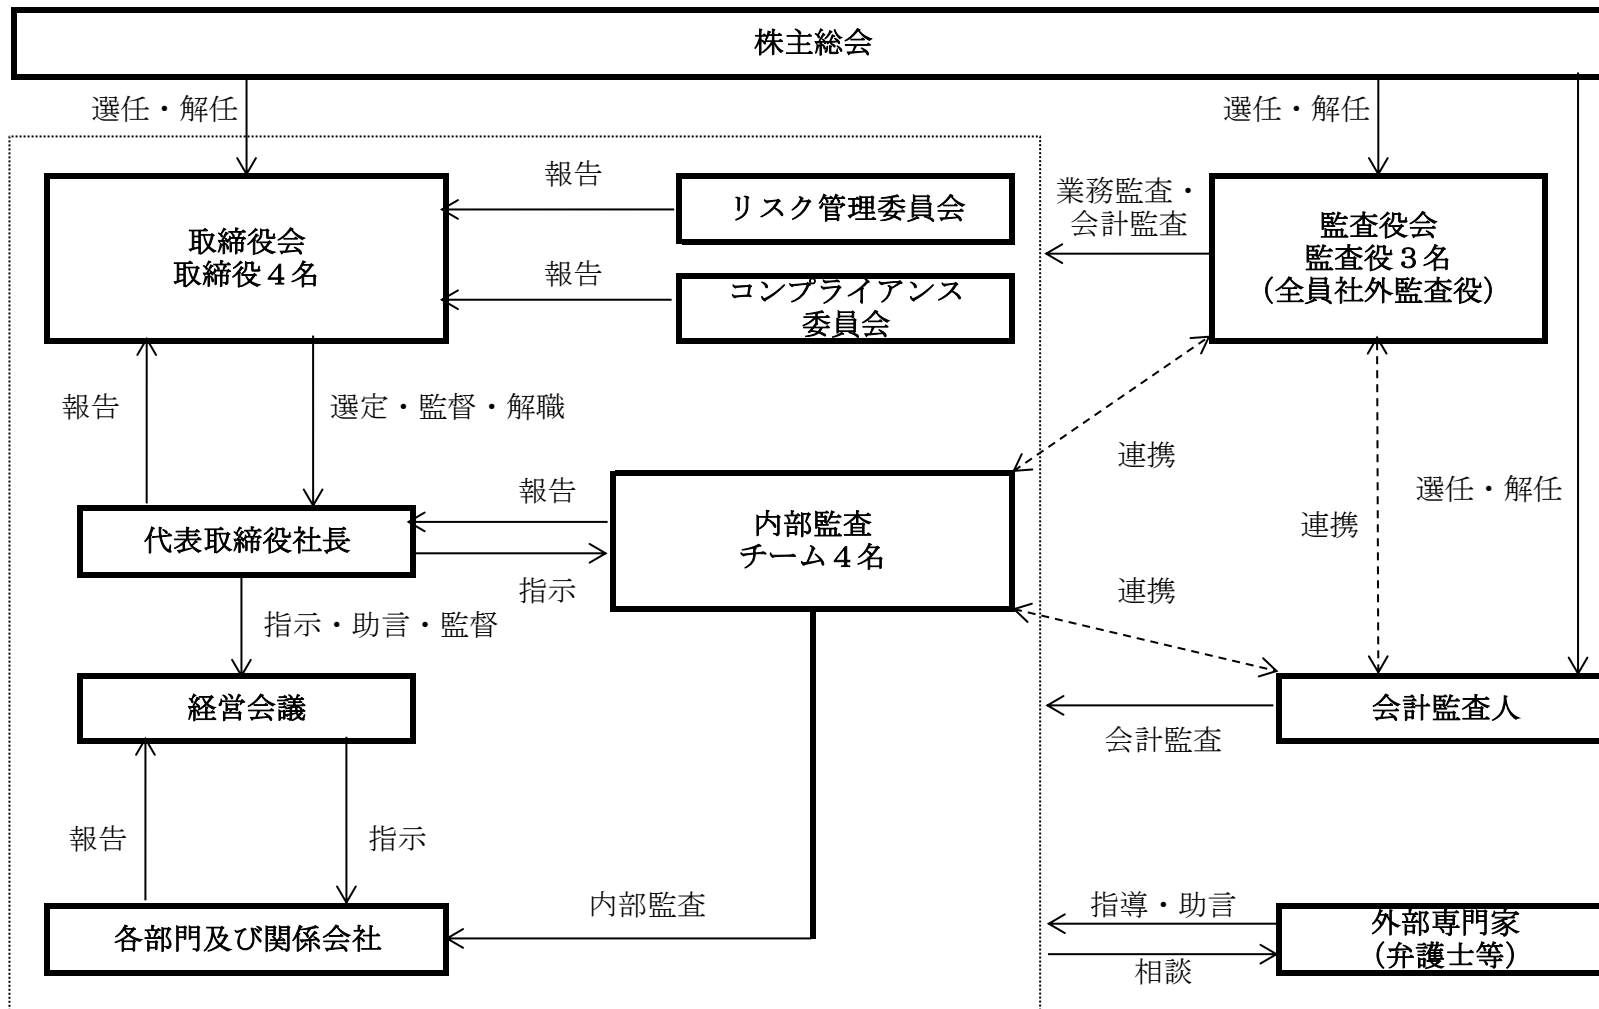 株主総会
選任・解任
選任・解任
報告
リスク管理委員会
業務監査・
会計監査
取締役会
取締役４名
監査役会
監査役３名
（全員社外監査役）
報告
コンプライアンス
委員会
報告
選定・監督・解職
連携
選任・解任
連携
報告
代表取締役社長
内部監査
チーム４名
指示
連携
指示・助言・監督
経営会議
会計監査人
会計監査
報告
指示
内部監査
各部門及び関係会社
指導・助言
外部専門家
（弁護士等）
相談